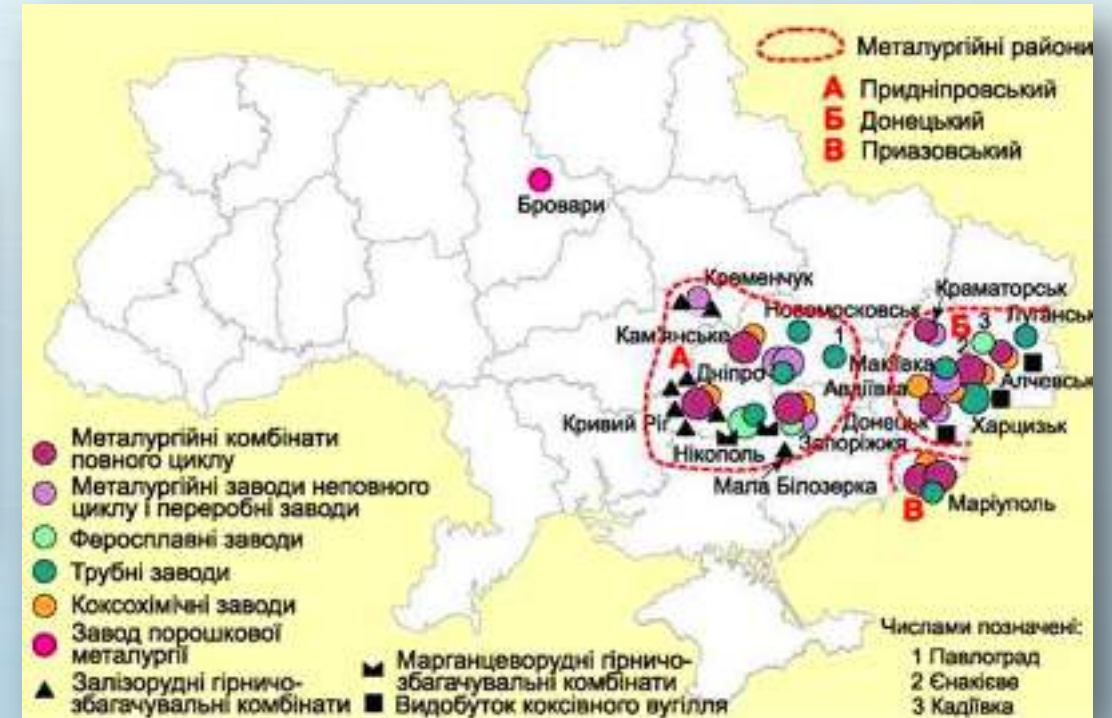 Металургійні райони
А Придніпровський
Б Донецький
В Приазовський
Бровари
Кременчук
Краматорськ
Новомосковськ
Б
3
Луганськ
Кам'янське
1
2
А
Дніпро
Макіївка
Авдіївка
Алчевськ
Кривий Ріг
Донецьк
Харцизьк
Запоріжжя
Нікополь
Мала Білозерка
В
Маріуполь
Металургійні комбінати
повного циклу
Металургійні заводи неповного
циклу і переробні заводи
Феросплавні заводи
Трубні заводи
Коксохімічні заводи
Завод порошкової
металургії
Залізорудні гірничо-
збагачувальні комбінати
Марганцеворудні гірничо-
збагачувальні комбінати
Видобуток коксівного вугілля
Числами позначені:
1 Павлоград
2 Єнакієве
3 Кадіївка